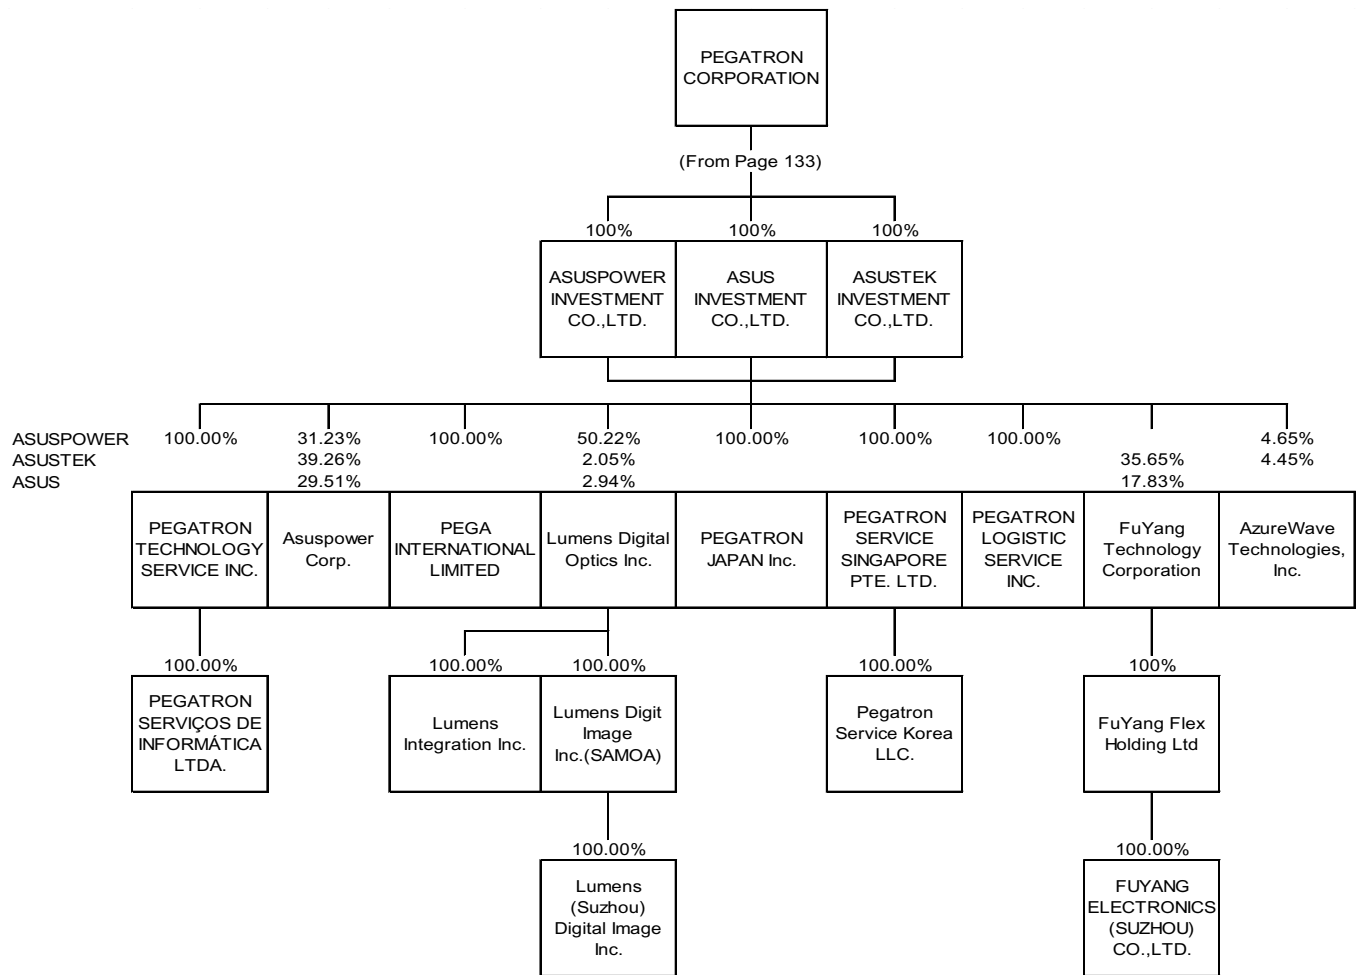 PEGATRON
CORPORATION
(From Page 133)
100% 100% 100%
ASUSPOWER
INVESTMENT
CO.,LTD.
ASUS
INVESTMENT
CO.,LTD.
ASUSTEK
INVESTMENT
CO.,LTD.
ASUSPOWER 100.00% 31.23% 100.00% 50.22% 100.00% 100.00% 100.00% 4.65%
ASUSTEK 39.26% 2.05% 35.65% 4.45%
ASUS 29.51% 2.94% 17.83%
PEGATRON
TECHNOLOGY
SERVICE INC.
Asuspower
Corp.
PEGA
INTERNATIONAL
LIMITED
Lumens Digital
Optics Inc.
PEGATRON
JAPAN Inc.
PEGATRON
SERVICE
SINGAPORE
PTE. LTD.
PEGATRON
LOGISTIC
SERVICE
INC.
FuYang
Technology
Corporation
AzureWave
Technologies,
Inc.
100.00% 100.00% 100.00% 100.00% 100%
PEGATRON
SERVIÇOS DE
INFORMÁTICA
LTDA.
Lumens
Integration Inc.
Lumens Digit
Image
Inc.(SAMOA)
Pegatron
Service Korea
LLC.
FuYang Flex
Holding Ltd
100.00% 100.00%
Lumens
(Suzhou)
Digital Image
Inc.
FUYANG
ELECTRONICS
(SUZHOU)
CO.,LTD.